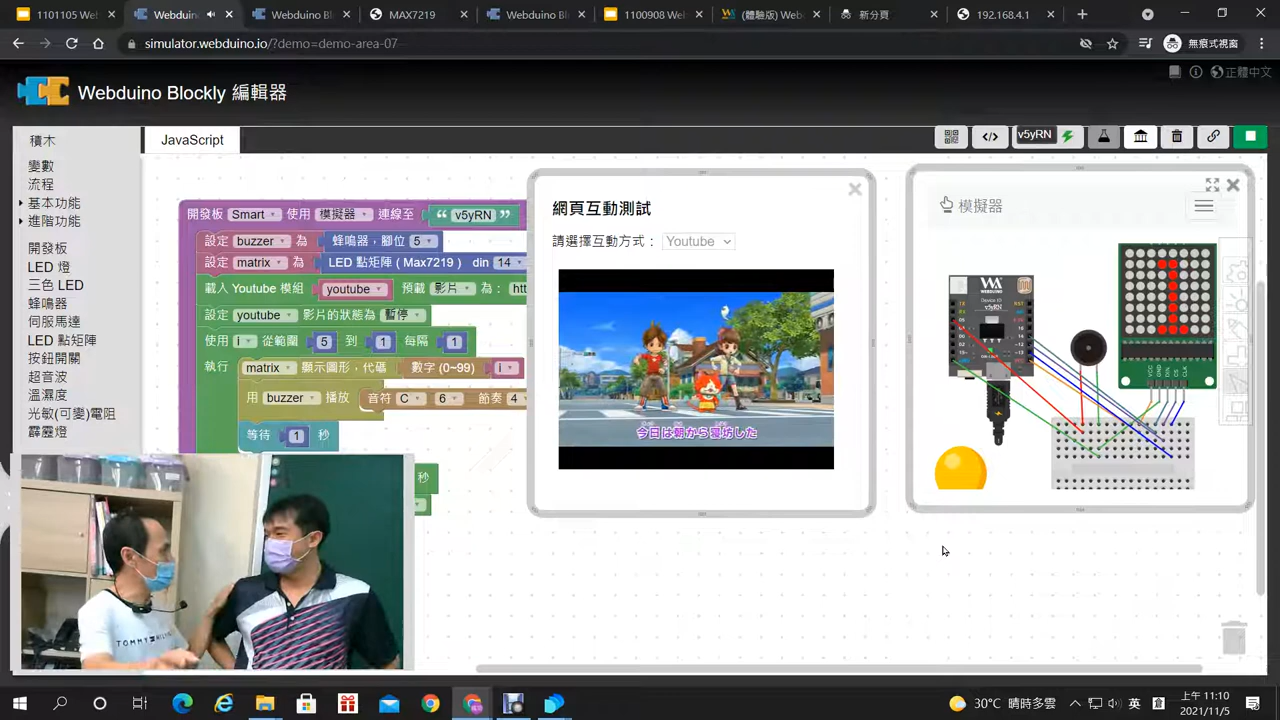 1101105 We
Webduin
Webduino Bl
MAX7219
Webduino Bl
1100908 Web
(體驗版) Web
新分頁
192.168.4.1
simulator.webduino.io/?demo=demo-area-07
無痕式視窗
Webduino Blockly 編輯器
正體中文
積木
JavaScript
v5yRN
變數
流程
基本功能
進階功能
開發板
LED 燈
三色 LED
蜂鳴器
伺服馬達
LED 點矩陣
按鈕開關
超音波
溫濕度
光敏(可變)電阻
霹靂燈
開發板 Smart 使用 模擬器 連線至 “ v5yRN ”
設定 buzzer 為 蜂鳴器，腳位 5
設定 matrix 為 LED 點矩陣 ( Max7219 ) din 14
載入 Youtube 模組 youtube 預載 影片 為： htt
設定 youtube 影片的狀態為 暫停
使用 i 從範圍 5 到 1 每隔 1
執行 matrix 顯示圖形，代碼 數字 (0~99) i
用 buzzer 播放 音符 C 6 節奏 4
等待 1 秒
秒
網頁互動測試
請選擇互動方式： Youtube
今日は朝から寝坊した
模擬器
WEBDUINO
v5yRN
VCC
GND
DIN
CS
CLK
TOMMY HILFIGER
30°C 晴時多雲
英
上午 11:10
2021/11/5